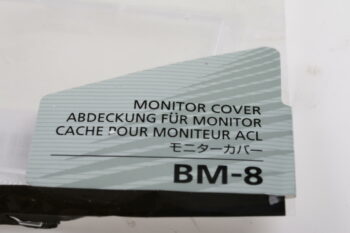 MONITOR COVER
ABDECKUNG FÜR MONITOR
CACHE POUR MONITEUR ACL
モニターカバー
BM-8